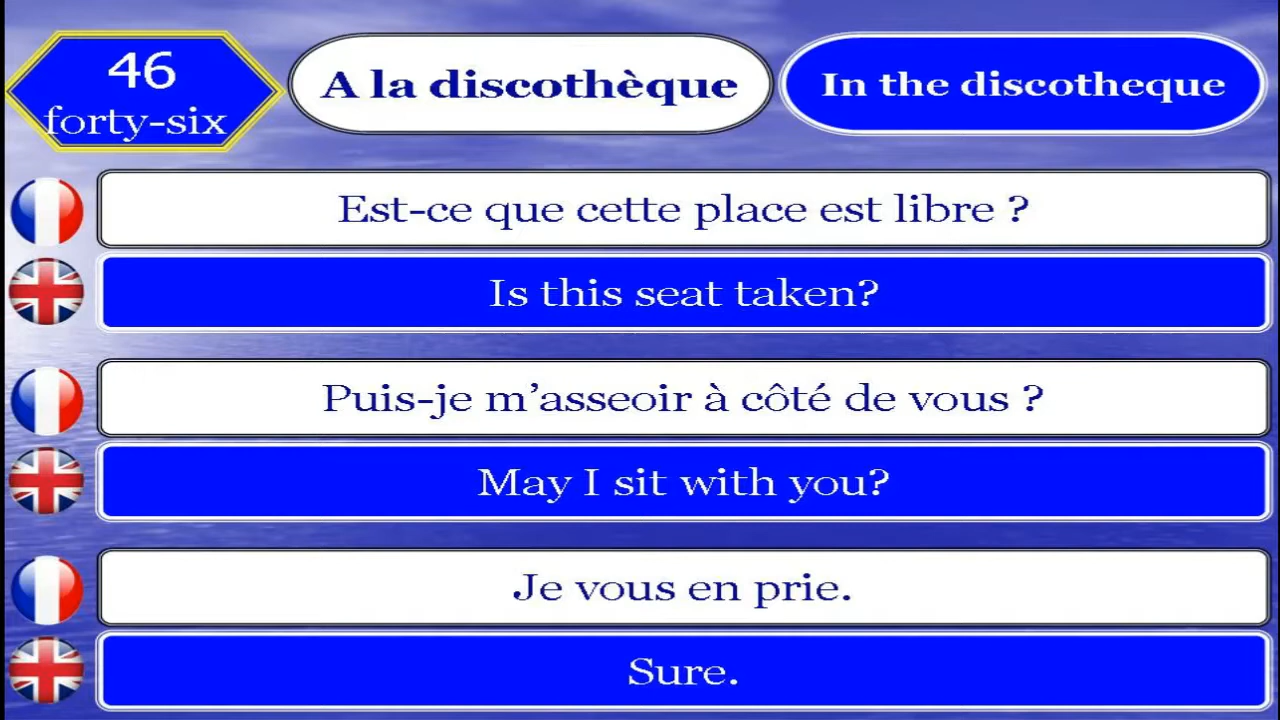 46
forty-six
A la discothèque
In the discotheque
Est-ce que cette place est libre ?
Is this seat taken?
Puis-je m’asseoir à côté de vous ?
May I sit with you?
Je vous en prie.
Sure.